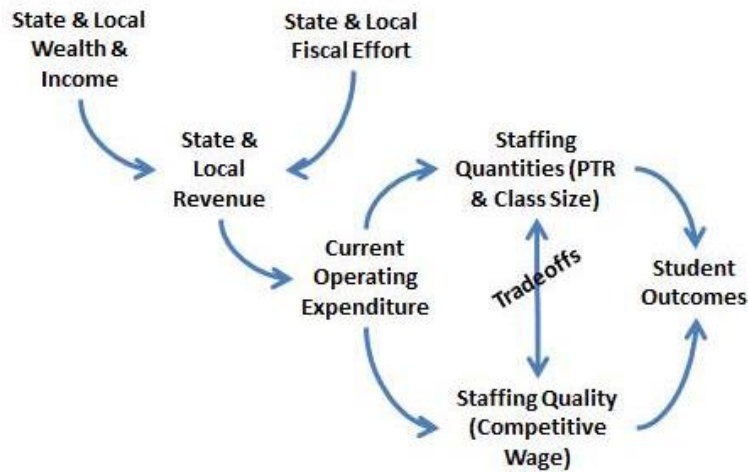 State & Local
Wealth &
Income
State & Local
Fiscal Effort
State &
Local
Revenue
Staffing
Quantities (PTR
& Class Size)
Current
Operating
Expenditure
Tradeoffs
Student
Outcomes
Staffing Quality
(Competitive
Wage)